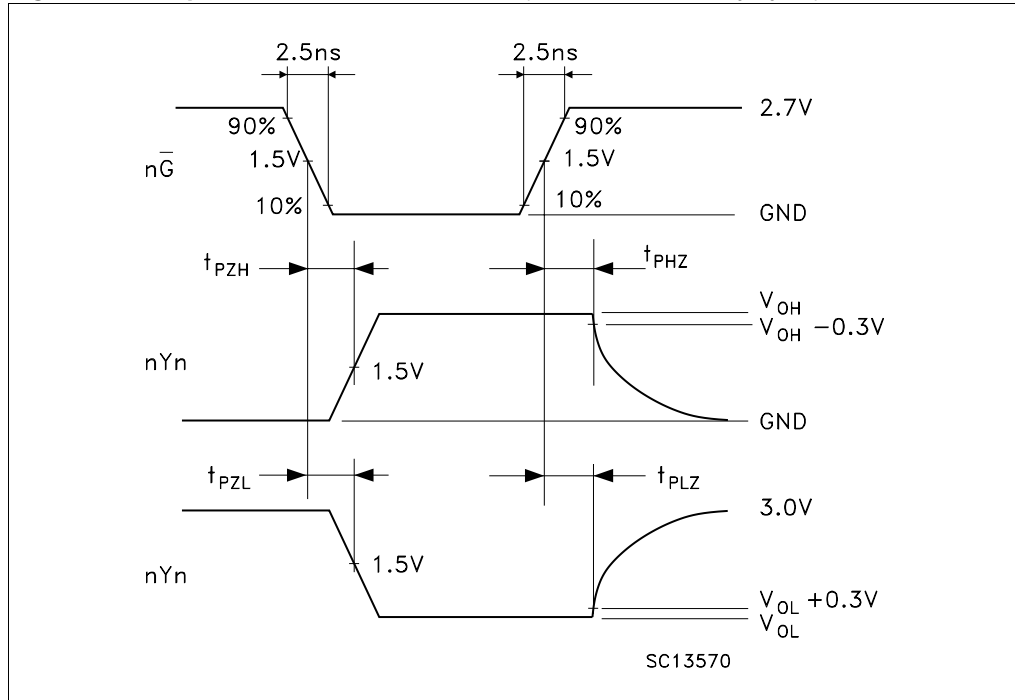 2.5ns 2.5ns
2.7V
90% 90%
nG̅ 1.5V 1.5V
10% 10%
GND
tPZH tPHZ
VOH
VOH -0.3V
nYn 1.5V
GND
tPZL tPLZ
3.0V
1.5V
nYn
VOL +0.3V
VOL
SC13570